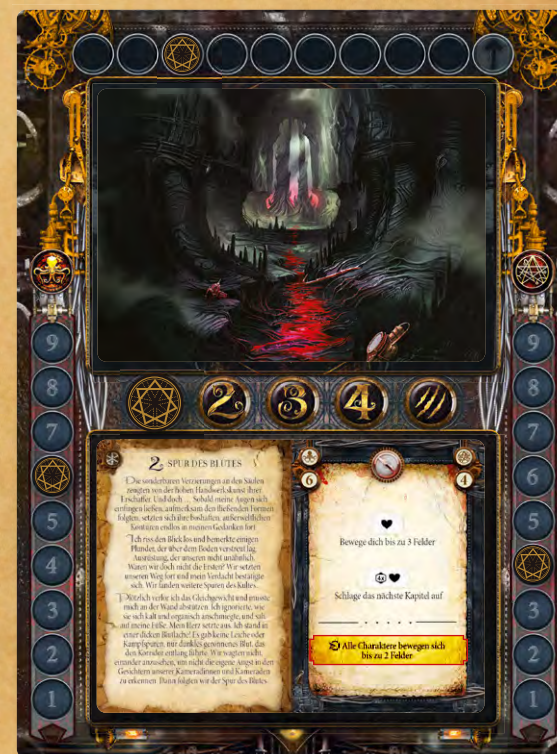 9
8
7
5
4
3
2
1
9
8
7
6
4
3
2
1
2 3 4
2. SPUR DES BLUTES
Die sonderbaren Verzierungen an den Säulen
zeugten von der hohen Handwerkskunst ihrer
Erschaffer. Und doch ... Sobald meine Augen sich
einfangen ließen, aufmerksam den fließenden Formen
folgten, setzten sich ihre boshaften, außerweltlichen
Konturen endlos in meinen Gedanken fort.
Ich riss den Blick los und bemerkte einigen
Plunder, der über dem Boden verstreut lag.
Ausrüstung, der unseren nicht unähnlich.
Waren wir doch nicht die Ersten? Wir setzten
unseren Weg fort und mein Verdacht bestätigte
sich. Wir fanden weitere Spuren des Kultes.
Plötzlich verlor ich das Gleichgewicht und musste
mich an der Wand abstützen. Ich ignorierte, wie
sie sich kalt und organisch anschmiegte, und sah
auf meine Füße. Mein Herz setzte aus. Ich stand in
einer dicken Blutlache! Es gab keine Leiche oder
Kampfspuren, nur dunkles geronnenes Blut, das
den Korridor entlang führte. Wir wagten nicht,
einander anzusehen, um nicht die eigene Angst in den
Gesichtern unserer Kameradinnen und Kameraden
zu erkennen. Dann folgten wir der Spur des Blutes.
6
4
Bewege dich bis zu 3 Felder
4x
Schlage das nächste Kapitel auf
Alle Charaktere bewegen sich
bis zu 2 Felder